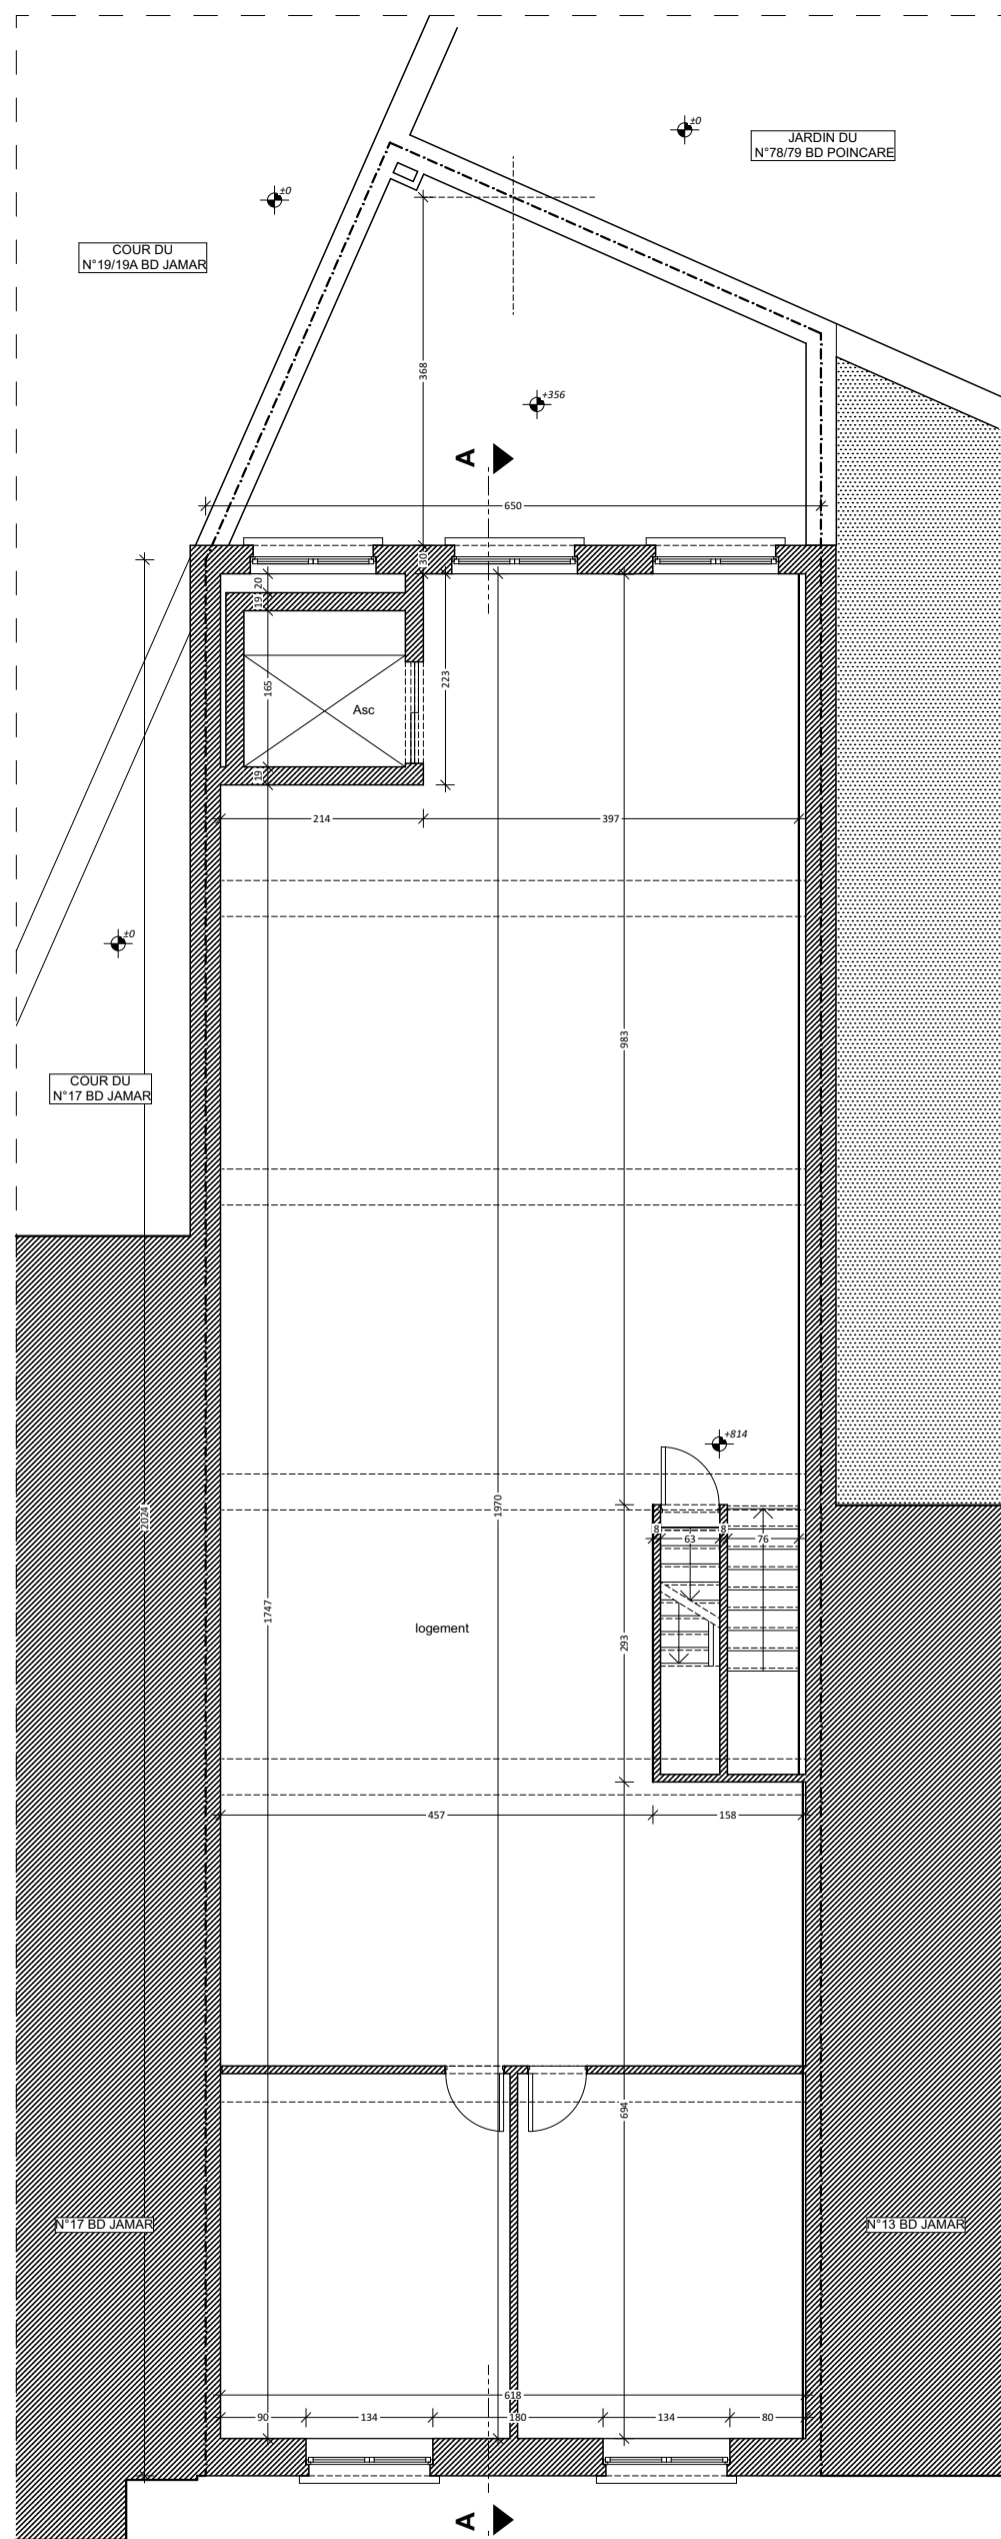 ±0
JARDIN DU
N°78/79 BD POINCARE
±0
COUR DU
N°19/19A BD JAMAR
368
+356
A
650
30
20
19
165
Asc
223
19
214
397
±0
983
COUR DU
N°17 BD JAMAR
+814
2024
1970
8
63
8
76
1747
logement
293
457
158
694
N°17 BD JAMAR
N°13 BD JAMAR
618
90
134
180
134
80
A